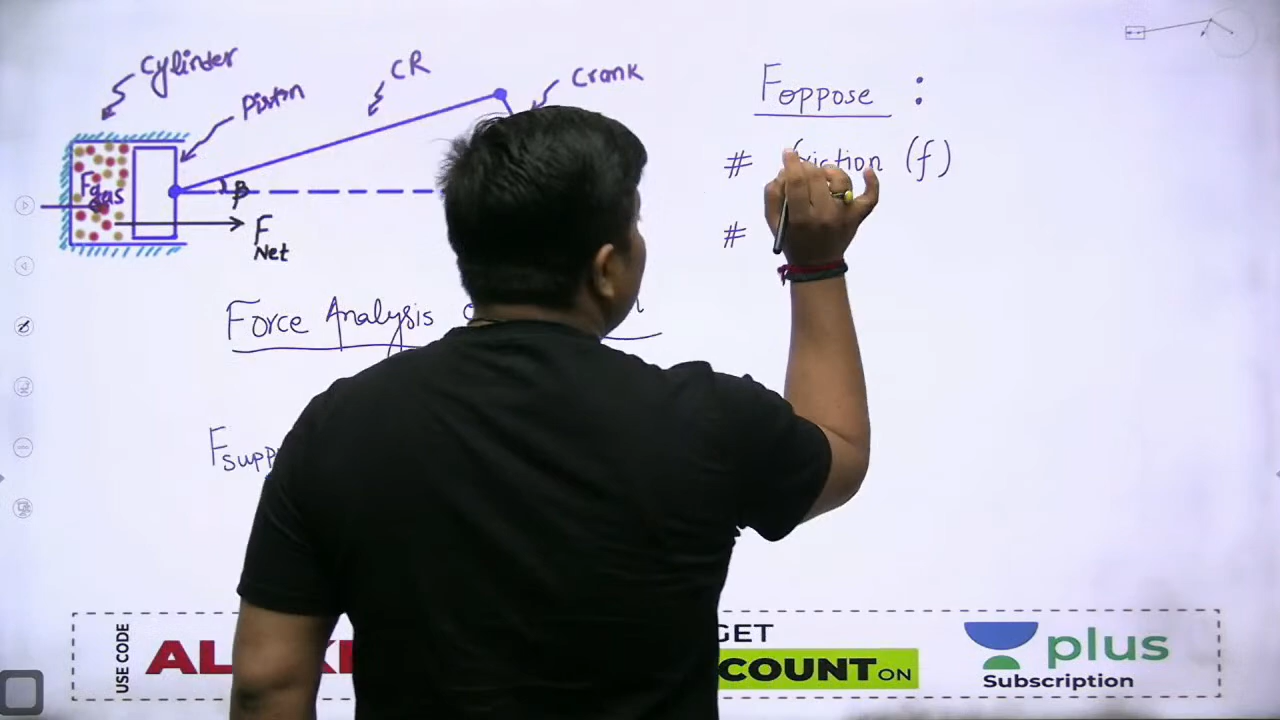 Cylinder
Piston
CR
Crank
Fgas
β
F Net
Force Analysis
Fsupp
Foppose :
# friction (f)
#
USE CODE
GET
COUNT ON
plus
Subscription